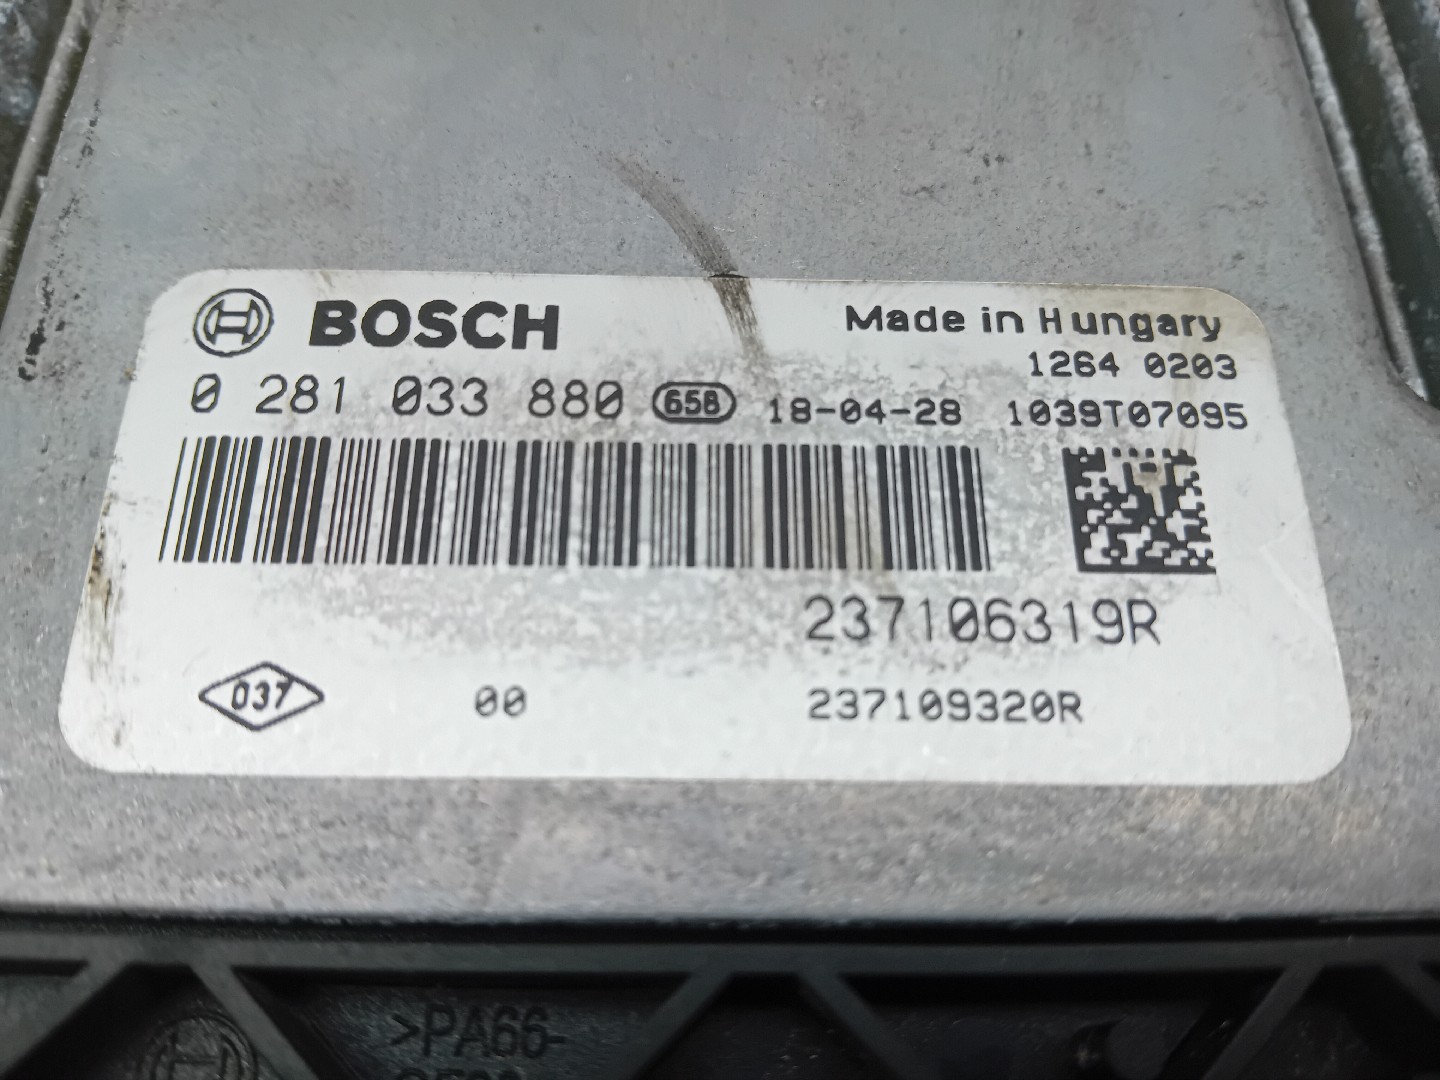 BOSCH
Made in Hungary
1264 0203
0 281 033 880 658 18-04-28 1039T07095
237106319R
037 00 237109320R
>PA66-